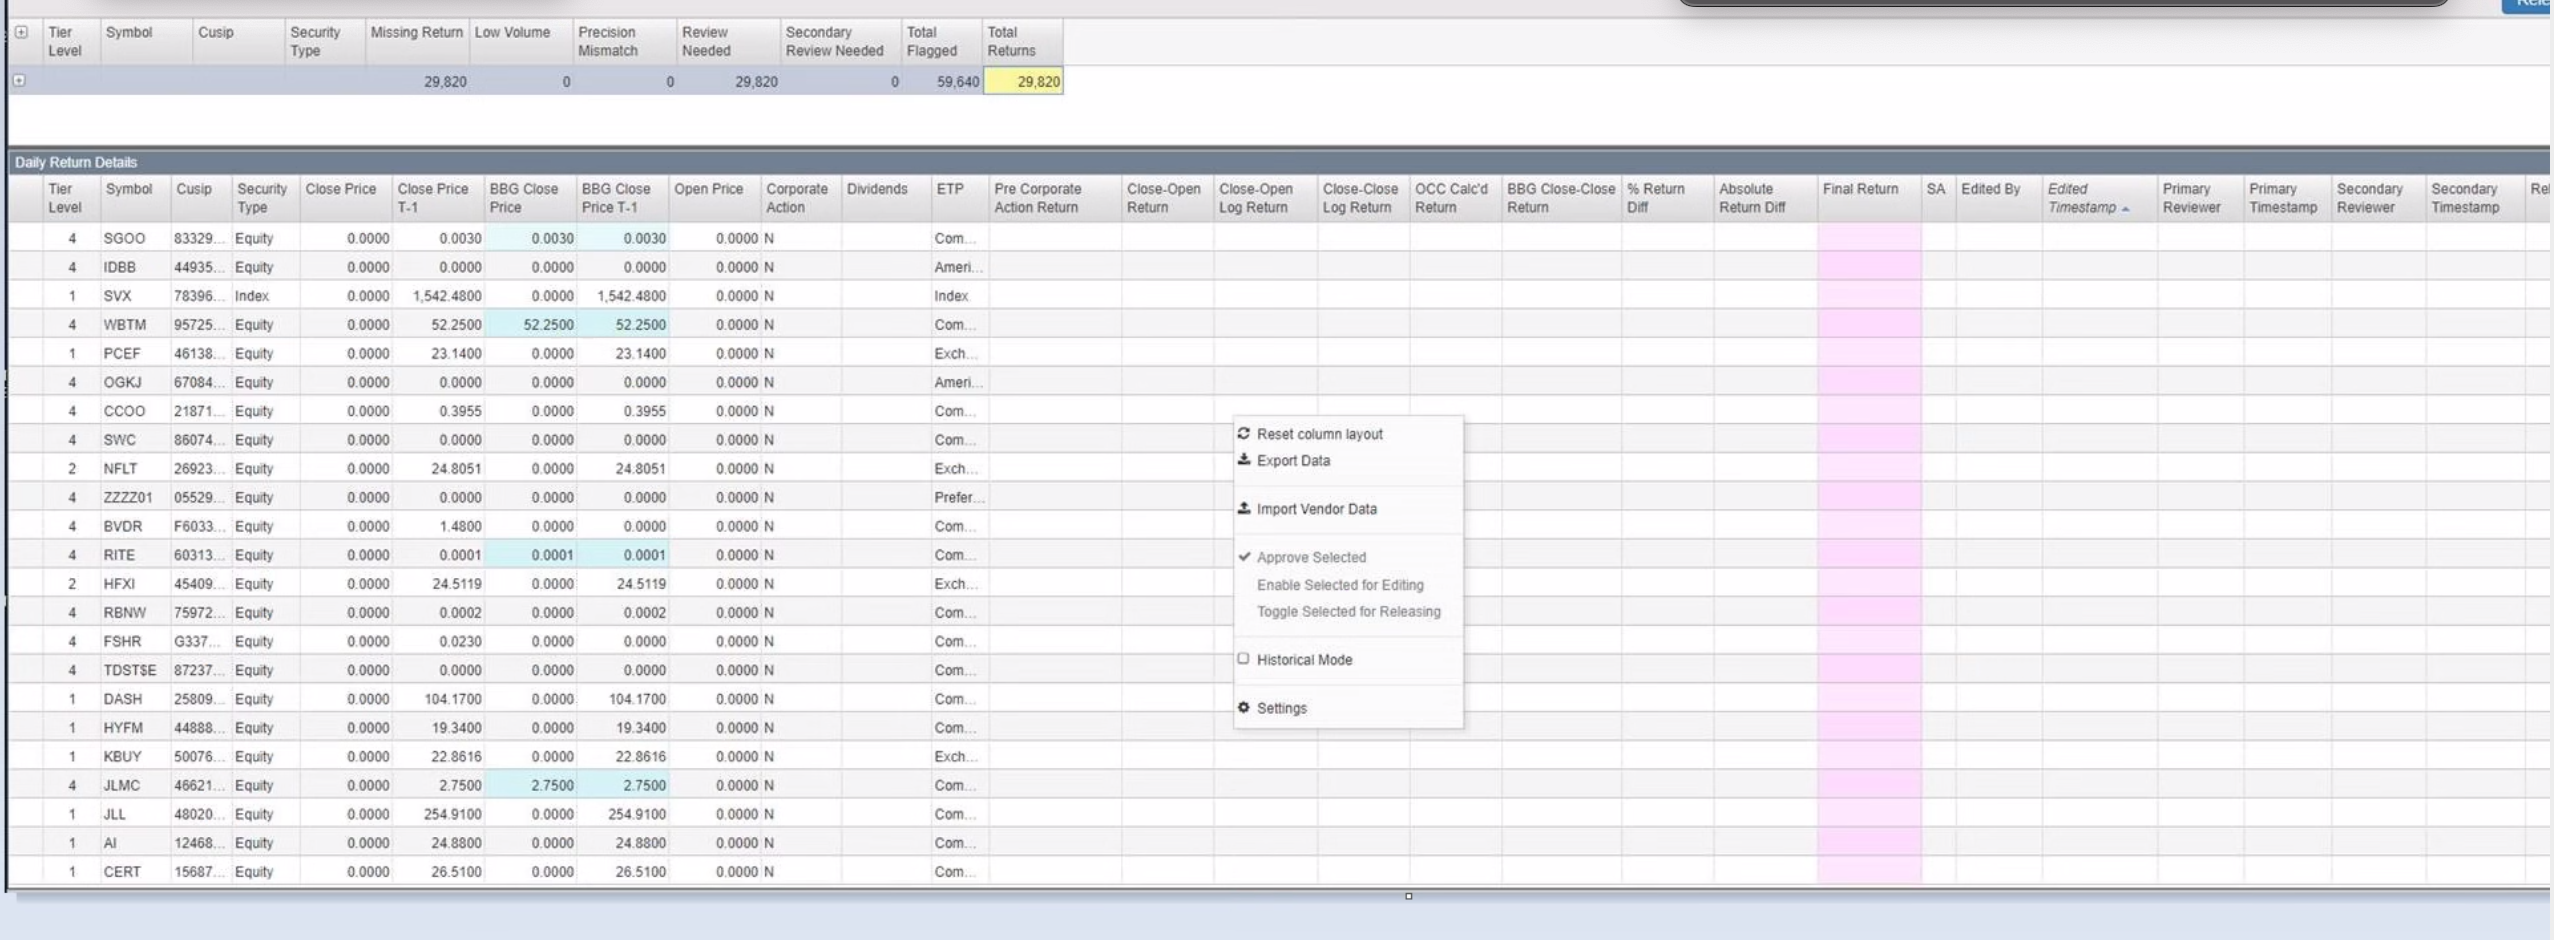 Tier Level Symbol Cusip Security Type Missing Return Low Volume Precision Mismatch Review Needed Secondary Review Needed Total Flagged Total Returns
29,820 0 0 29,820 0 59,640 29,820
Daily Return Details
Tier Level Symbol Cusip Security Type Close Price Close Price T-1 BBG Close Price BBG Close Price T-1 Open Price Corporate Action Dividends ETP Pre Corporate Action Return Close-Open Return Close-Open Log Return Close-Close Log Return OCC Calc'd Return BBG Close-Close Return % Return Diff Absolute Return Diff Final Return SA Edited By Edited Timestamp Primary Reviewer Primary Timestamp Secondary Reviewer Secondary Timestamp
4 SGOO 83329... Equity 0.0000 0.0030 0.0030 0.0030 0.0000 N Com...
4 IDBB 44935... Equity 0.0000 0.0000 0.0000 0.0000 0.0000 N Ameri...
1 SVX 78396... Index 0.0000 1,542.4800 0.0000 1,542.4800 0.0000 N Index
4 WBTM 95725... Equity 0.0000 52.2500 52.2500 52.2500 0.0000 N Com...
1 PCEF 46138... Equity 0.0000 23.1400 0.0000 23.1400 0.0000 N Exch...
4 OGKJ 67084... Equity 0.0000 0.0000 0.0000 0.0000 0.0000 N Ameri...
4 CCOO 21871... Equity 0.0000 0.3955 0.0000 0.3955 0.0000 N Com...
4 SWC 86074... Equity 0.0000 0.0000 0.0000 0.0000 0.0000 N Com...
2 NFLT 26923... Equity 0.0000 24.8051 0.0000 24.8051 0.0000 N Exch...
4 ZZZZ01 05529... Equity 0.0000 0.0000 0.0000 0.0000 0.0000 N Prefer...
4 BVDR F6033... Equity 0.0000 1.4800 0.0000 0.0000 0.0000 N Com...
4 RITE 60313... Equity 0.0000 0.0001 0.0001 0.0001 0.0000 N Com...
2 HFXI 45409... Equity 0.0000 24.5119 0.0000 24.5119 0.0000 N Exch...
4 RBNW 75972... Equity 0.0000 0.0002 0.0000 0.0002 0.0000 N Com...
4 FSHR G337... Equity 0.0000 0.0230 0.0000 0.0000 0.0000 N Com...
4 TDST$E 87237... Equity 0.0000 0.0000 0.0000 0.0000 0.0000 N Com...
1 DASH 25809... Equity 0.0000 104.1700 0.0000 104.1700 0.0000 N Com...
1 HYFM 44888... Equity 0.0000 19.3400 0.0000 19.3400 0.0000 N Com...
1 KBUY 50076... Equity 0.0000 22.8616 0.0000 22.8616 0.0000 N Exch...
4 JLMC 46621... Equity 0.0000 2.7500 2.7500 2.7500 0.0000 N Com...
1 JLL 48020... Equity 0.0000 254.9100 0.0000 254.9100 0.0000 N Com...
1 AI 12468... Equity 0.0000 24.8800 0.0000 24.8800 0.0000 N Com...
1 CERT 15687... Equity 0.0000 26.5100 0.0000 26.5100 0.0000 N Com...
Reset column layout
Export Data
Import Vendor Data
Approve Selected
Enable Selected for Editing
Toggle Selected for Releasing
Historical Mode
Settings